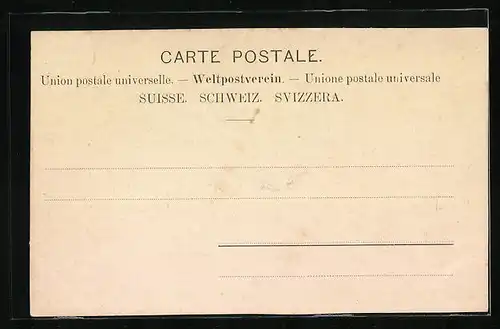 CARTE POSTALE.
Union postale universelle. — Weltpostverein. — Unione postale universale
SUISSE. SCHWEIZ. SVIZZERA.